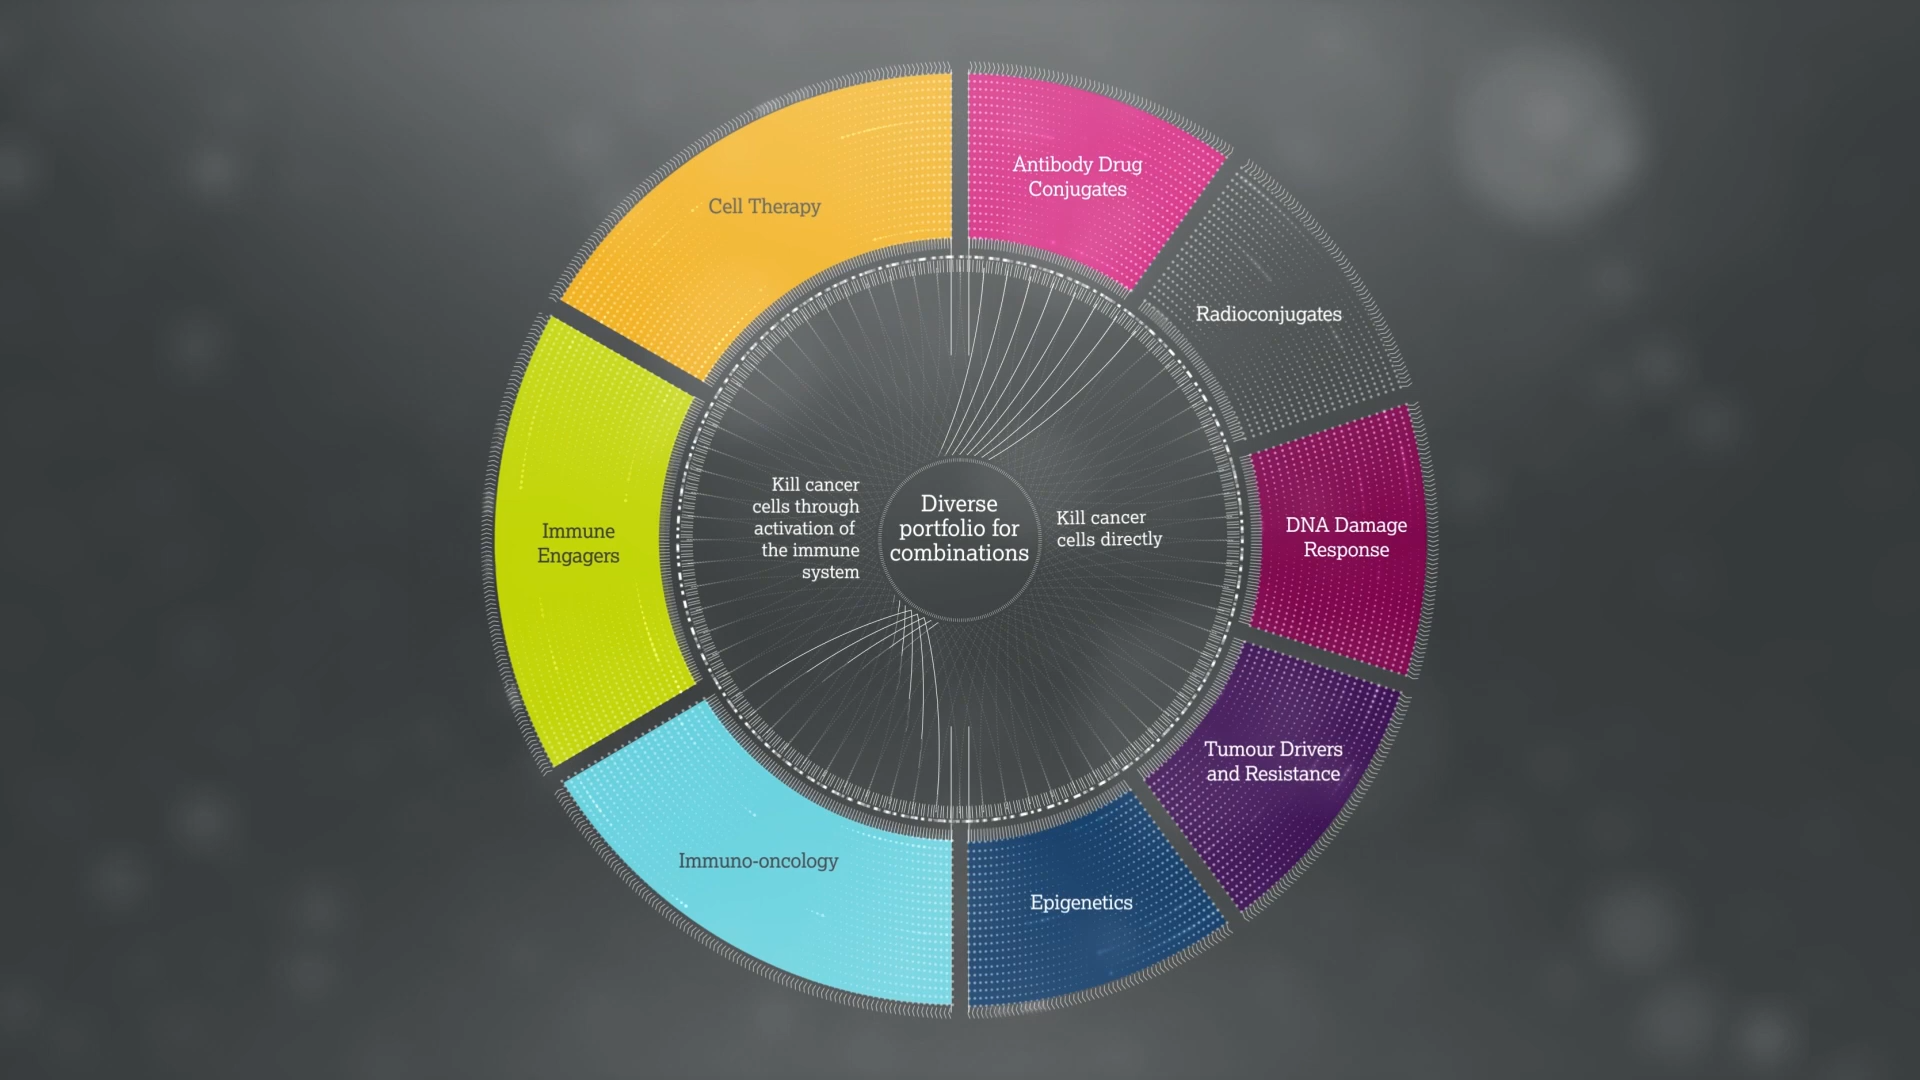 Antibody Drug
Conjugates
Cell Therapy
Radioconjugates
Kill cancer
cells through
activation of
the immune
system
Diverse
portfolio for
combinations
Kill cancer
cells directly
Immune
Engagers
DNA Damage
Response
Tumour Drivers
and Resistance
Immuno-oncology
Epigenetics